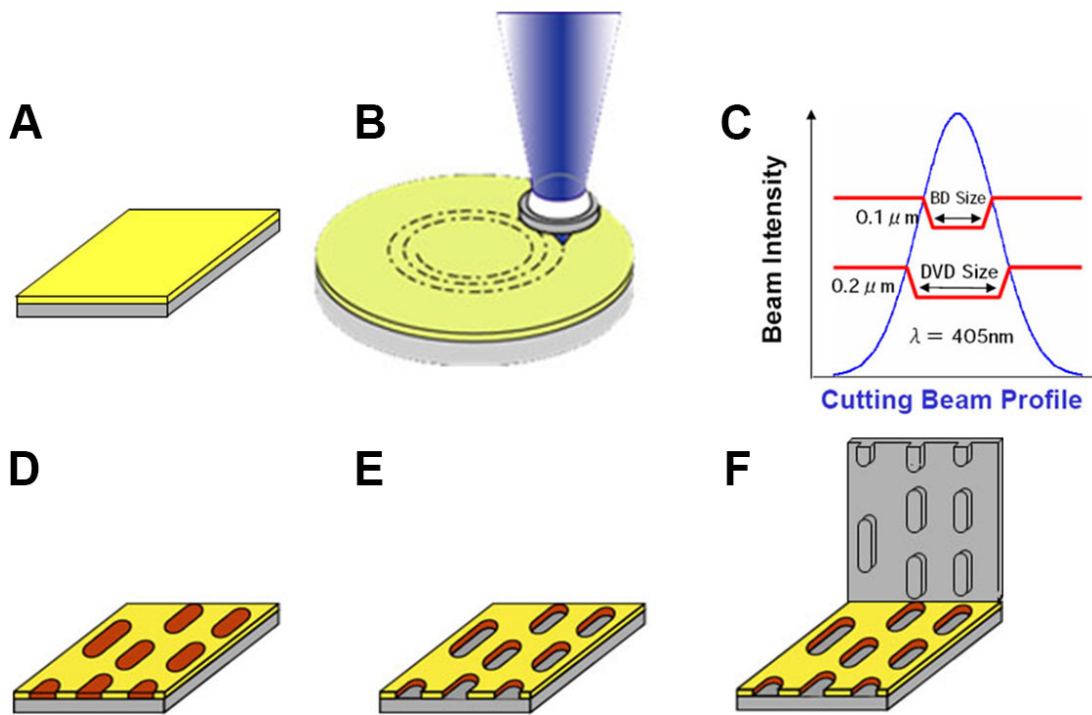 A
B
C
Beam Intensity
BD Size
0.1 μm
DVD Size
0.2 μm
λ = 405nm
Cutting Beam Profile
D
E
F